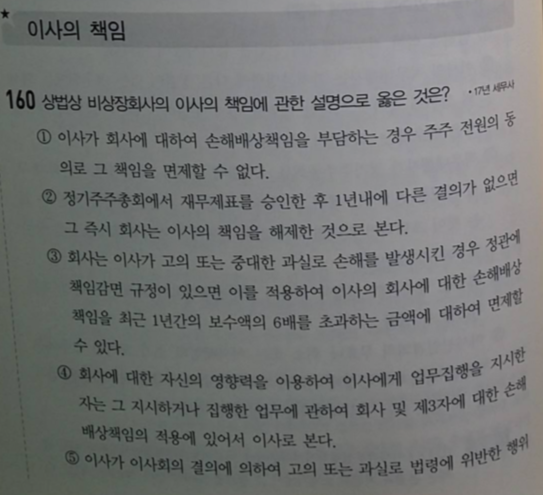 ★
이사의 책임
160 상법상 비상장회사의 이사의 책임에 관한 설명으로 옳은 것은? •17년 세무사
① 이사가 회사에 대하여 손해배상책임을 부담하는 경우 주주 전원의 동
의로 그 책임을 면제할 수 없다.
② 정기주주총회에서 재무제표를 승인한 후 1년내에 다른 결의가 없으면
그 즉시 회사는 이사의 책임을 해제한 것으로 본다.
③ 회사는 이사가 고의 또는 중대한 과실로 손해를 발생시킨 경우 정관에
책임감면 규정이 있으면 이를 적용하여 이사의 회사에 대한 손해배상
책임을 최근 1년간의 보수액의 6배를 초과하는 금액에 대하여 면제할
수 있다.
④ 회사에 대한 자신의 영향력을 이용하여 이사에게 업무집행을 지시한
자는 그 지시하거나 집행한 업무에 관하여 회사 및 제3자에 대한 손해
배상책임의 적용에 있어서 이사로 본다.
⑤ 이사가 이사회의 결의에 의하여 고의 또는 과실로 법령에 위반한 행위